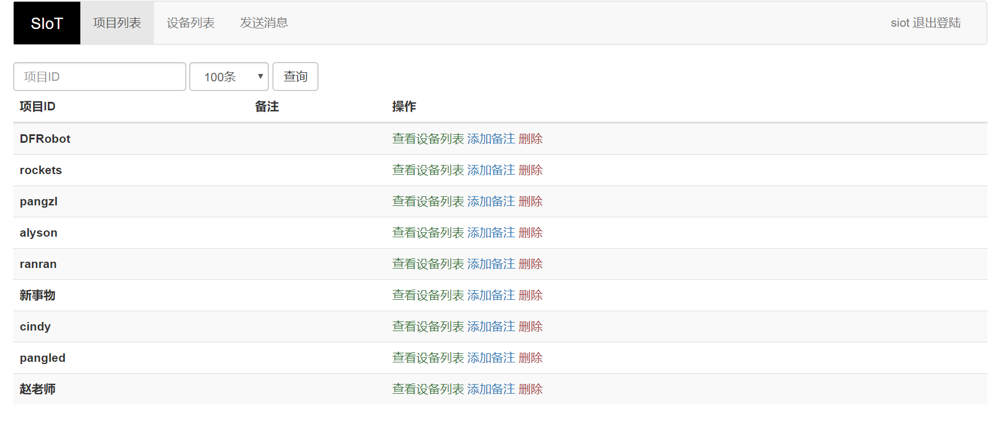 SIoT 项目列表 设备列表 发送消息 siot 退出登陆
项目ID 100条 查询
项目ID 备注 操作
DFRobot 查看设备列表 添加备注 删除
rockets 查看设备列表 添加备注 删除
pangzl 查看设备列表 添加备注 删除
alyson 查看设备列表 添加备注 删除
ranran 查看设备列表 添加备注 删除
新事物 查看设备列表 添加备注 删除
cindy 查看设备列表 添加备注 删除
pangled 查看设备列表 添加备注 删除
赵老师 查看设备列表 添加备注 删除